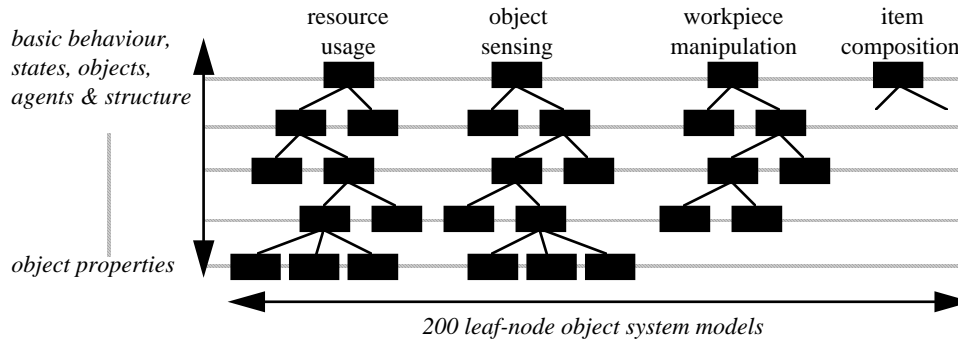 resource
usage
object
sensing
workpiece
manipulation
item
composition
basic behaviour,
states, objects,
agents & structure
object properties
200 leaf-node object system models